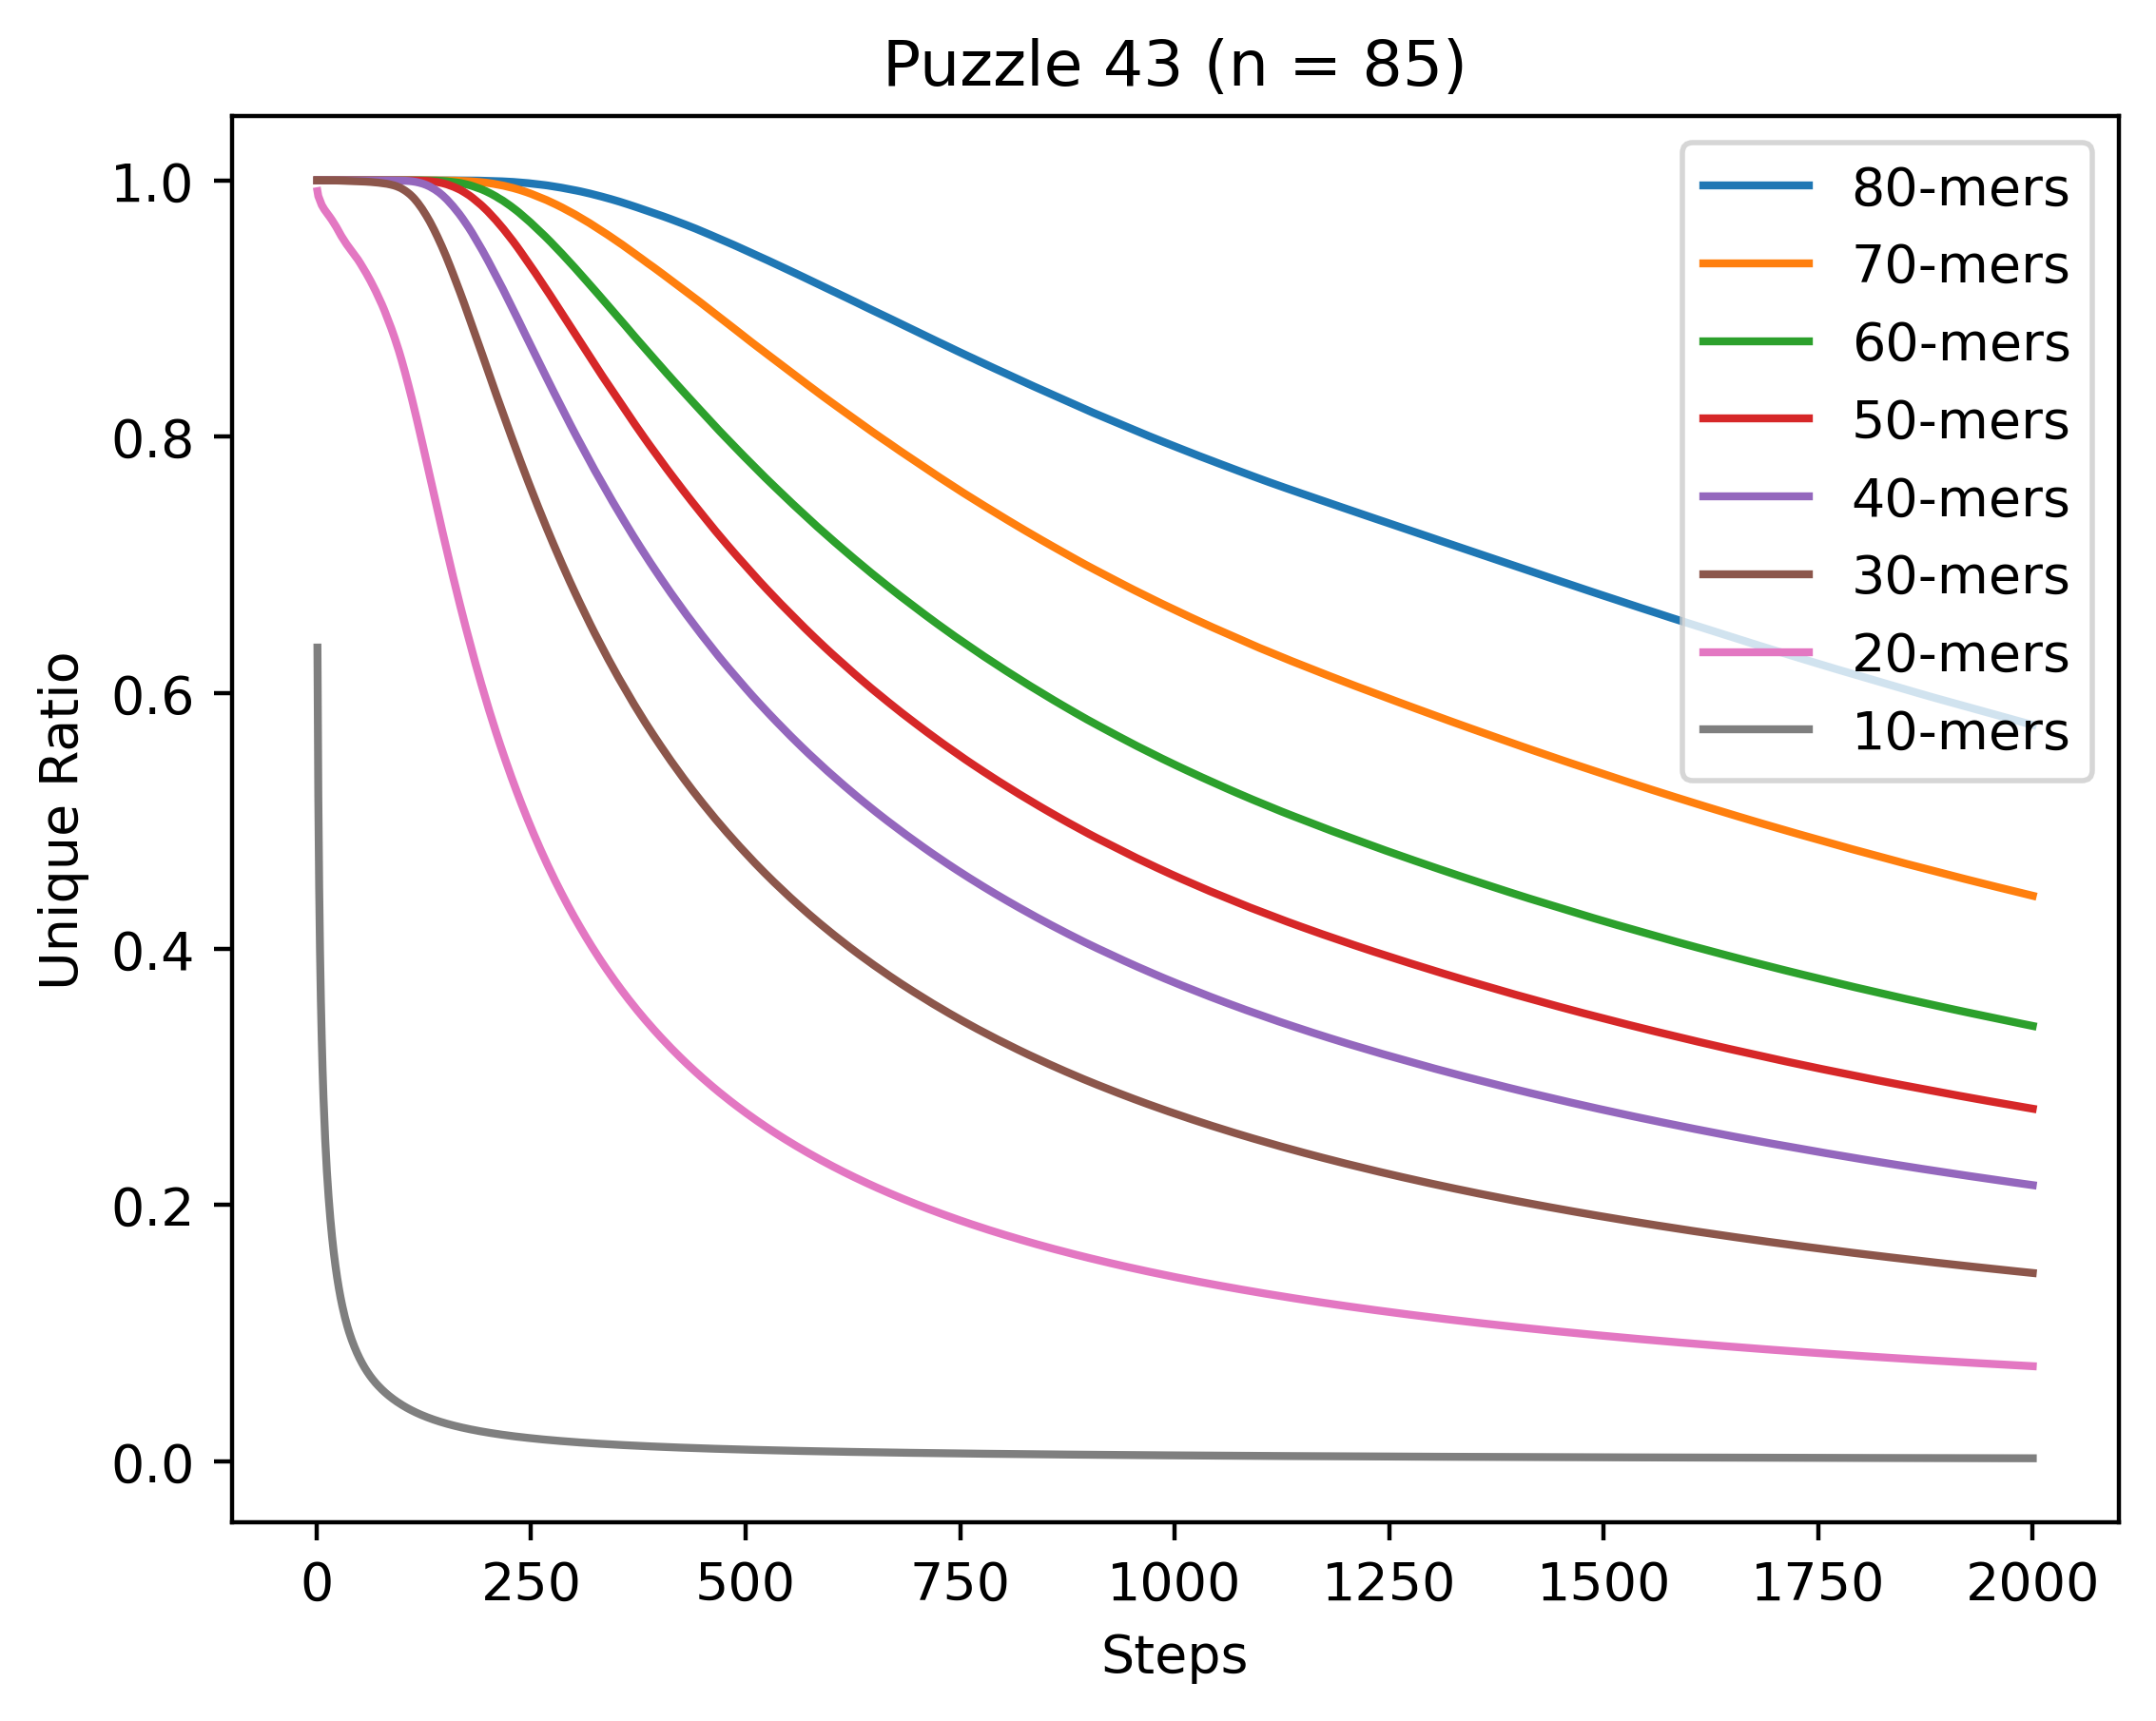 Puzzle 43 (n = 85)
Unique Ratio
1.0
0.8
0.6
0.4
0.2
0.0
80-mers
70-mers
60-mers
50-mers
40-mers
30-mers
20-mers
10-mers
0 250 500 750 1000 1250 1500 1750 2000
Steps